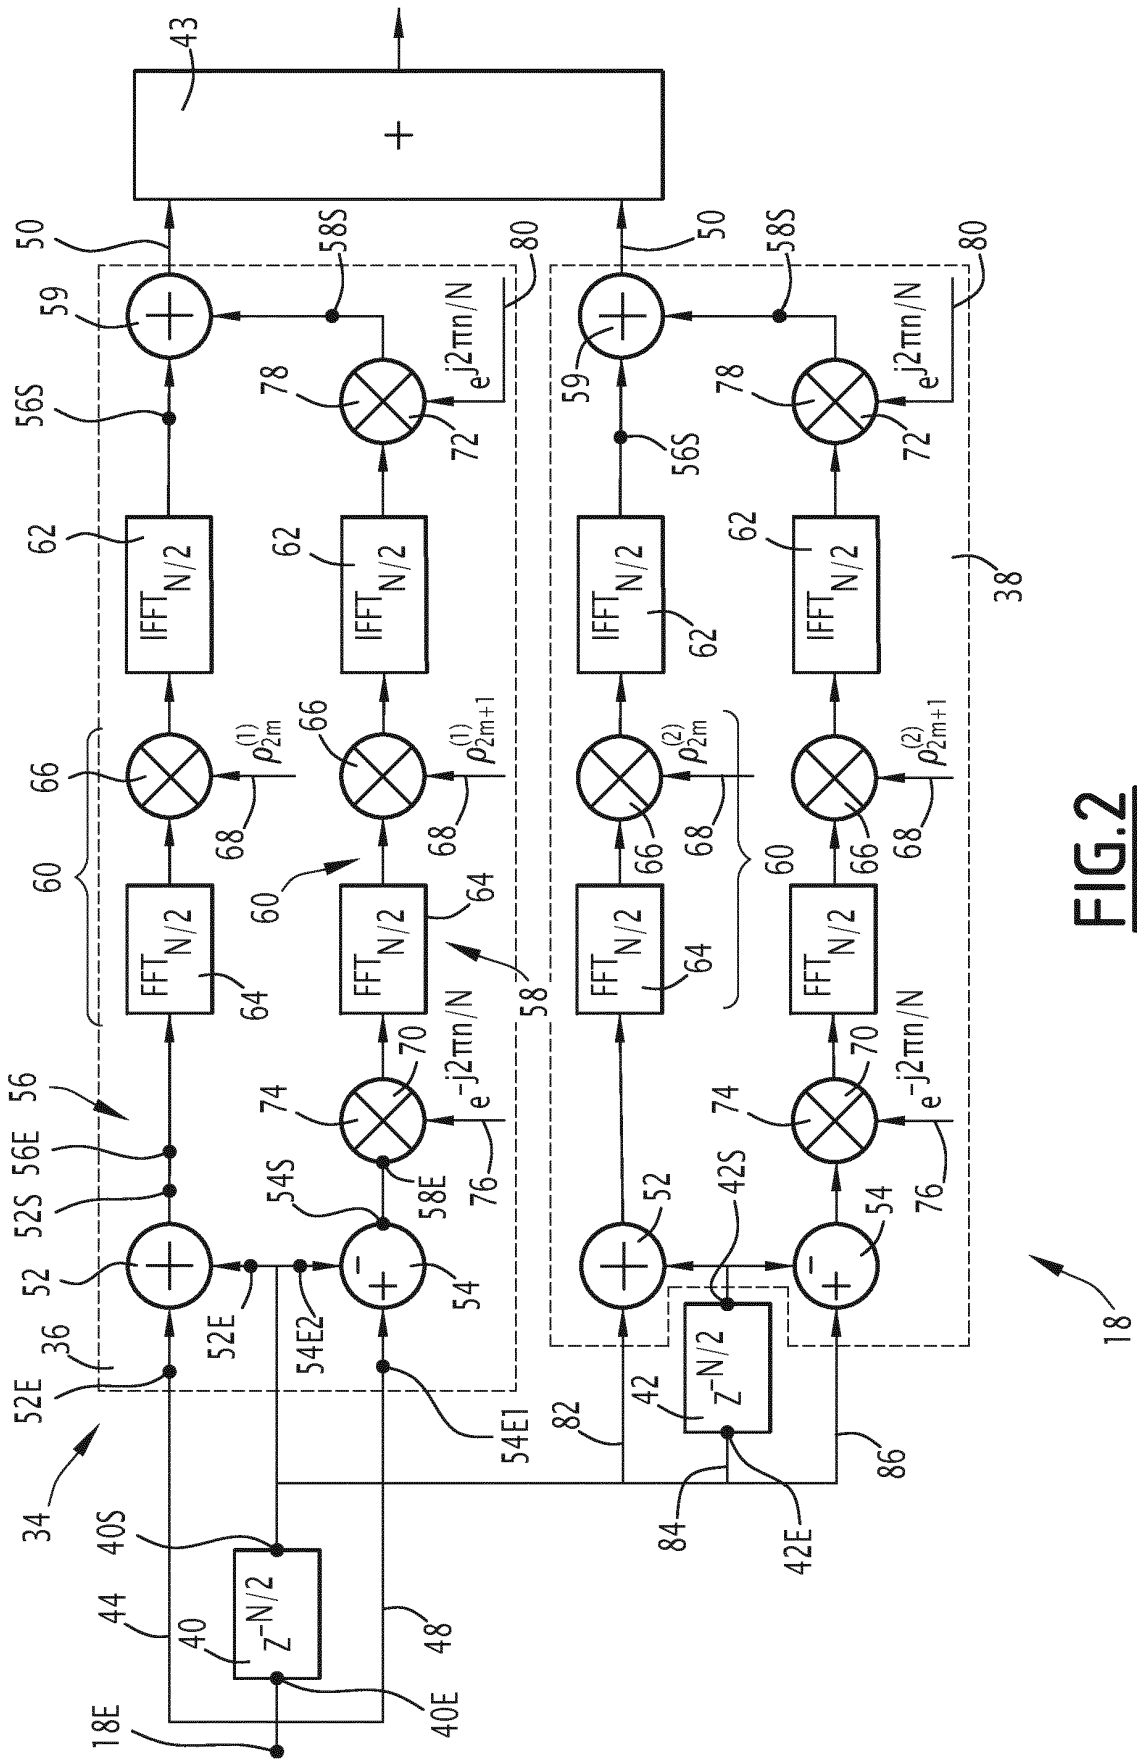 43
+
50
58S
80
59
56S
78
72
e^{j2πn/N}
62
IFFT_{N/2}
62
IFFT_{N/2}
60
66
ρ_{2m}^{(1)}
68
66
ρ_{2m+1}^{(1)}
68
60
FFT_{N/2}
64
FFT_{N/2}
64
58
56
56E
52S
52
74
70
e^{-j2πn/N}
76
54S
58E
54
-
+
36
52E
52E
54E2
54E1
34
44
40S
40
Z^{-N/2}
48
40E
18E
50
58S
80
59
56S
78
72
e^{j2πn/N}
62
IFFT_{N/2}
62
IFFT_{N/2}
38
66
ρ_{2m}^{(2)}
68
60
66
ρ_{2m+1}^{(2)}
68
FFT_{N/2}
64
FFT_{N/2}
74
70
e^{-j2πn/N}
76
52
42S
54
-
+
42
Z^{-N/2}
82
84
42E
86
18
FIG.2